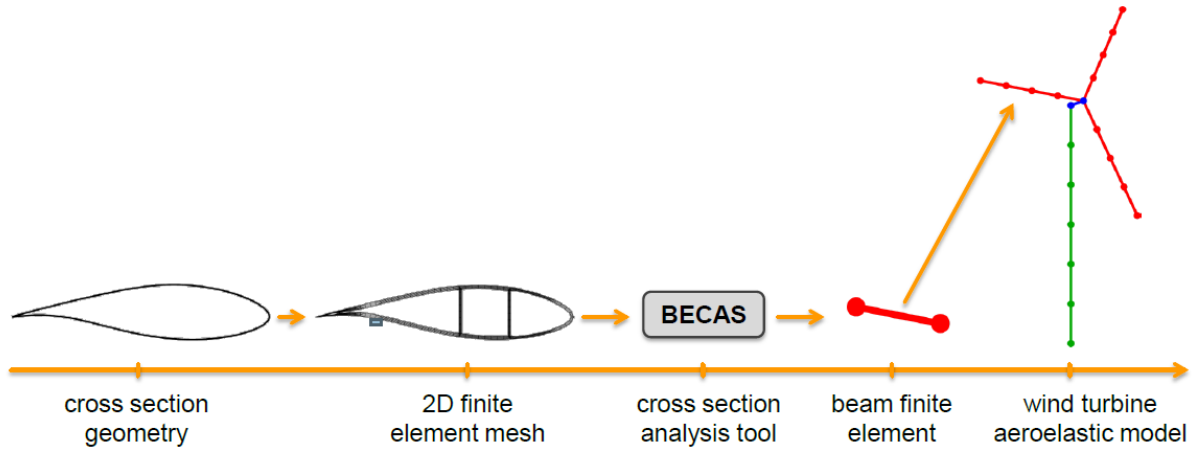 BECAS
cross section
geometry
2D finite
element mesh
cross section
analysis tool
beam finite
element
wind turbine
aeroelastic model